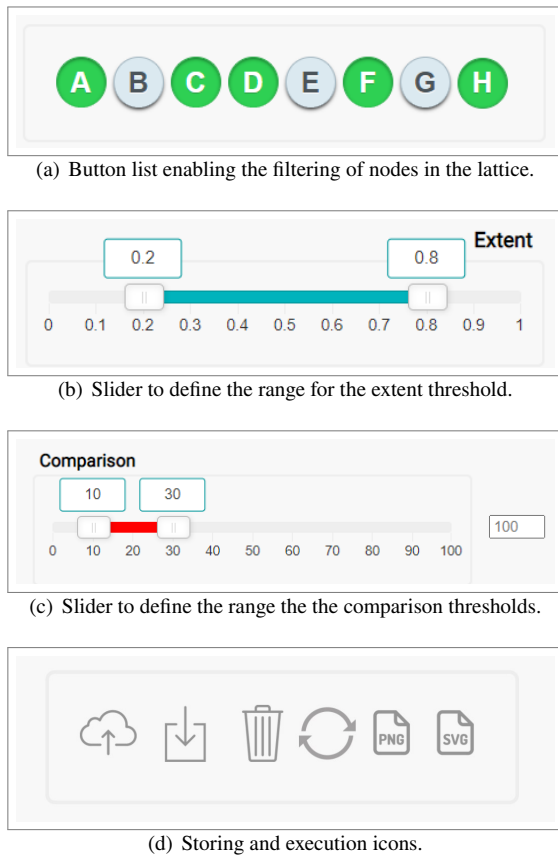 A B C D E F G H
(a) Button list enabling the filtering of nodes in the lattice.
Extent
0.2 0.8
0 0.1 0.2 0.3 0.4 0.5 0.6 0.7 0.8 0.9 1
(b) Slider to define the range for the extent threshold.
Comparison
10 30
100
0 10 20 30 40 50 60 70 80 90 100
(c) Slider to define the range the the comparison thresholds.
PNG SVG
(d) Storing and execution icons.